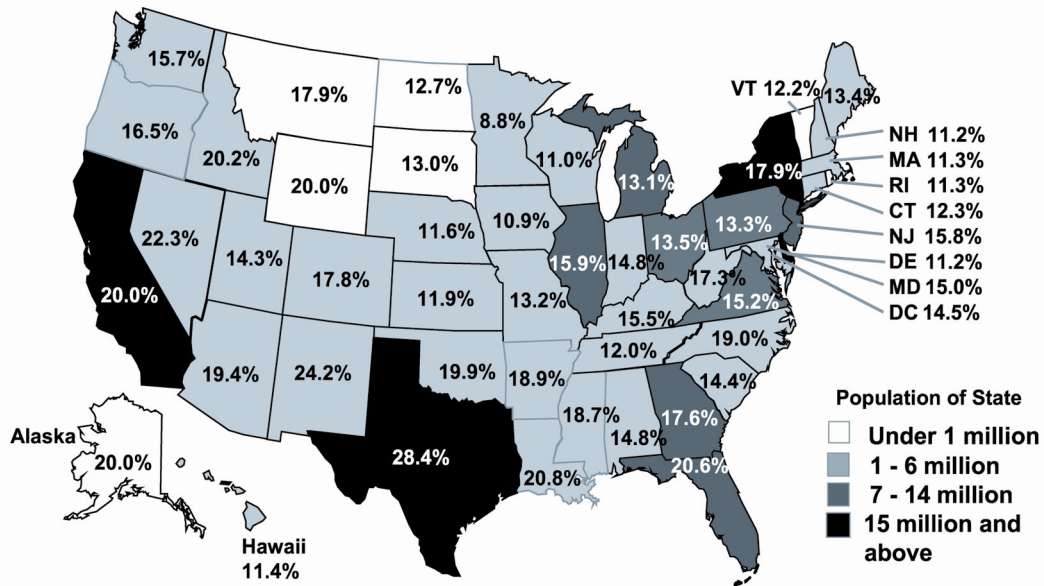 15.7%
17.9%
12.7%
8.8%
VT 12.2%
13.4%
16.5%
20.2%
20.0%
13.0%
11.0%
13.1%
17.9%
NH 11.2%
MA 11.3%
RI 11.3%
CT 12.3%
NJ 15.8%
DE 11.2%
MD 15.0%
DC 14.5%
22.3%
14.3%
17.8%
11.6%
10.9%
15.9%
14.8%
13.5%
13.3%
17.3%
15.2%
20.0%
11.9%
13.2%
15.5%
19.0%
12.0%
14.4%
19.4%
24.2%
19.9%
18.9%
18.7%
14.8%
17.6%
20.6%
28.4%
20.8%
Alaska
20.0%
Hawaii
11.4%
Population of State
Under 1 million
1 - 6 million
7 - 14 million
15 million and
above